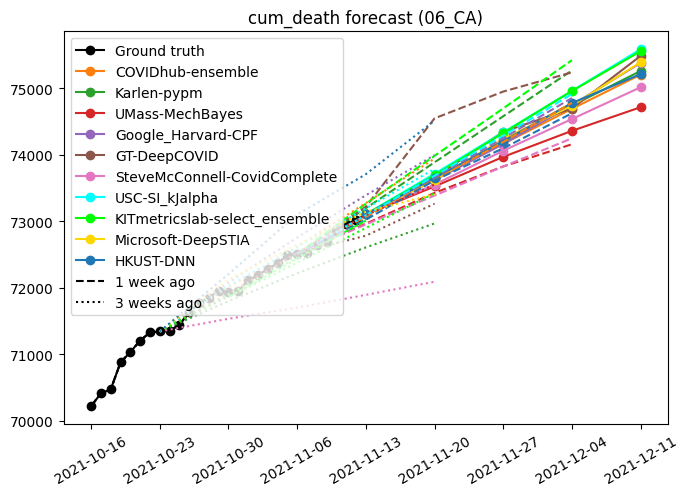 cum_death forecast (06_CA)
Ground truth
COVIDhub-ensemble
Karlen-pypm
UMass-MechBayes
Google_Harvard-CPF
GT-DeepCOVID
SteveMcConnell-CovidComplete
USC-SI_kJalpha
KITmetricslab-select_ensemble
Microsoft-DeepSTIA
HKUST-DNN
1 week ago
3 weeks ago
75000
74000
73000
72000
71000
70000
2021-10-16
2021-10-23
2021-10-30
2021-11-06
2021-11-13
2021-11-20
2021-11-27
2021-12-04
2021-12-11